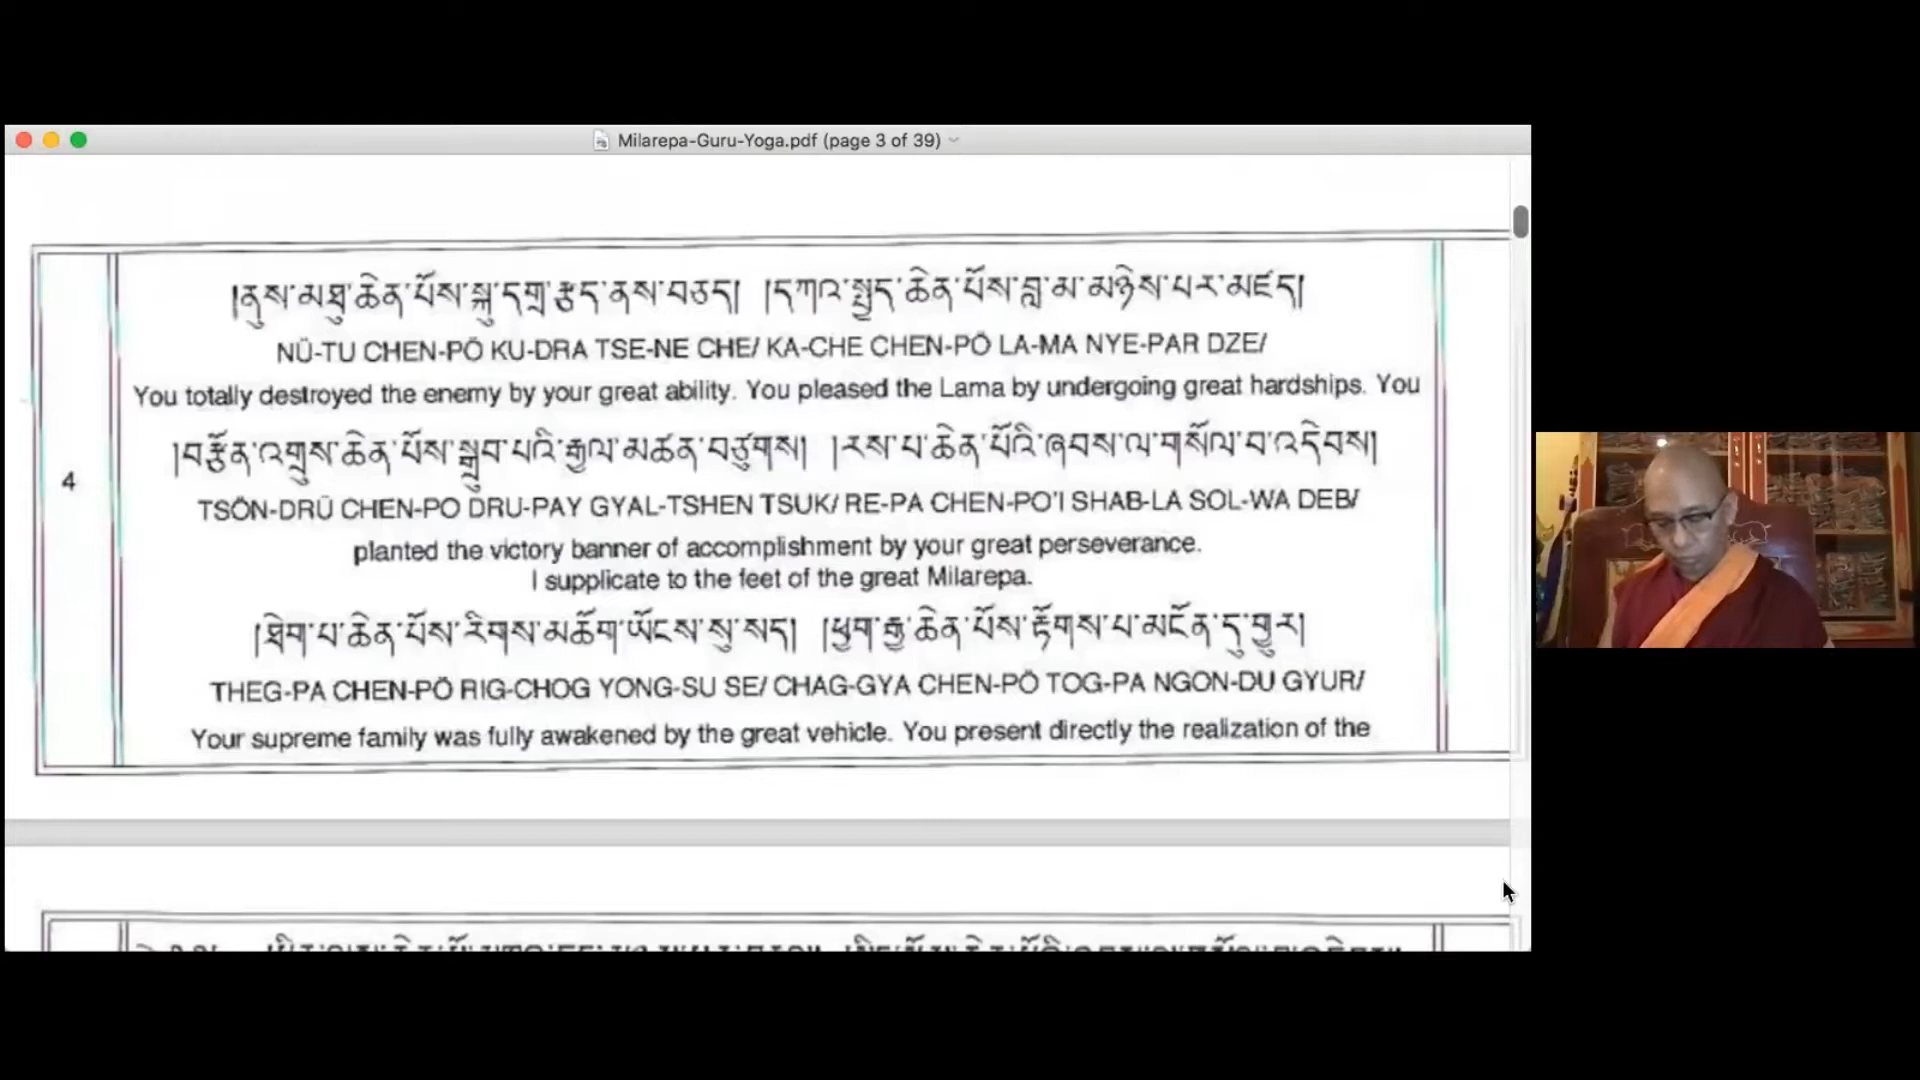 Milarepa-Guru-Yoga.pdf (page 3 of 39)
།ནུས་མཐུ་ཆེན་པོས་སྐུ་དགྲ་རྩད་ནས་བཅད། །དཀའ་སྤྱད་ཆེན་པོས་བླ་མ་མཉེས་པར་མཛད།
NÜ-TU CHEN-PÖ KU-DRA TSE-NE CHE/ KA-CHE CHEN-PÖ LA-MA NYE-PAR DZE/
You totally destroyed the enemy by your great ability. You pleased the Lama by undergoing great hardships. You
།བརྩོན་འགྲུས་ཆེན་པོས་སྒྲུབ་པའི་རྒྱལ་མཚན་བཙུགས། །རས་པ་ཆེན་པོའི་ཞབས་ལ་གསོལ་བ་འདེབས།
4
TSÖN-DRÜ CHEN-PO DRU-PAY GYAL-TSHEN TSUK/ RE-PA CHEN-PO'I SHAB-LA SOL-WA DEB/
planted the victory banner of accomplishment by your great perseverance.
I supplicate to the feet of the great Milarepa.
།ཐེག་པ་ཆེན་པོས་རིགས་མཆོག་ཡོངས་སུ་སད། །ཕྱག་རྒྱ་ཆེན་པོས་རྟོགས་པ་མངོན་དུ་གྱུར།
THEG-PA CHEN-PÖ RIG-CHOG YONG-SU SE/ CHAG-GYA CHEN-PÖ TOG-PA NGON-DU GYUR/
Your supreme family was fully awakened by the great vehicle. You present directly the realization of the